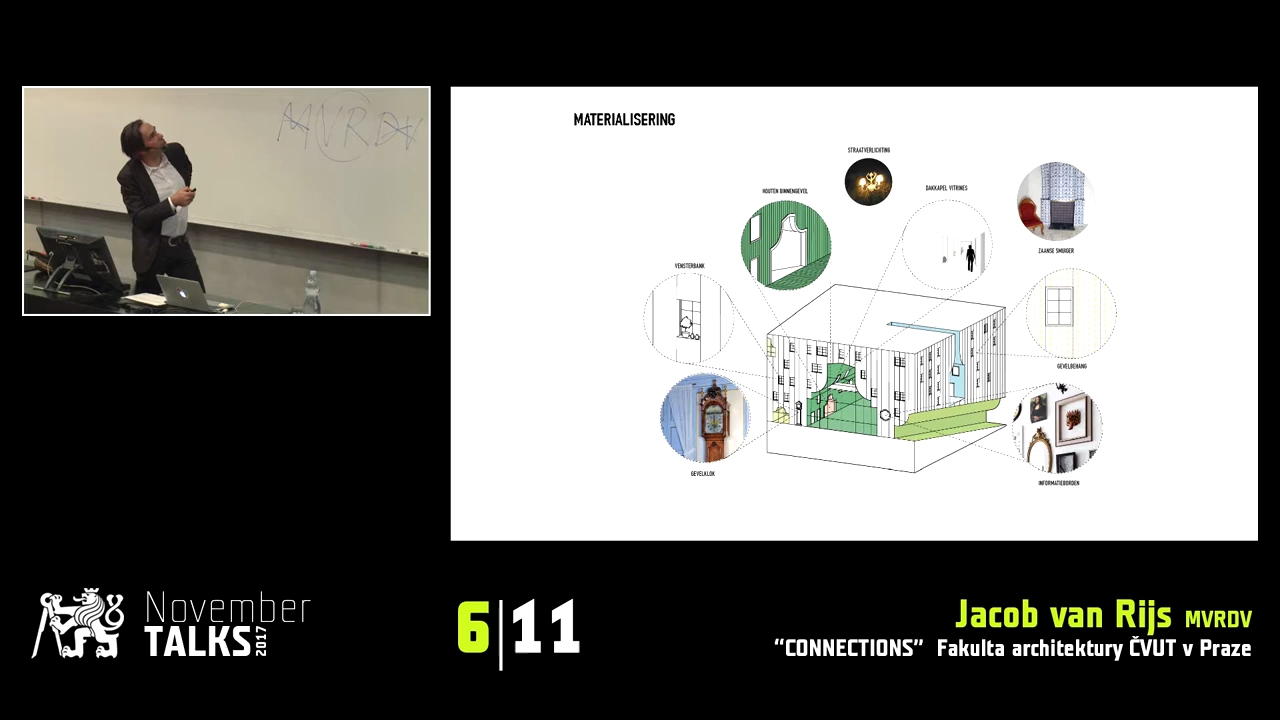 MVRDV
MATERIALISERING
STRAATVERLICHTING
HOUTEN BINNENGEVEL
DAKKAPEL VITRINES
ZAANSE SMUIGER
VENSTERBANK
GEVELBEHANG
GEVELKLOK
INFORMATIEBORDEN
November
TALKS 2017
6|11
Jacob van Rijs MVRDV
“CONNECTIONS” Fakulta architektury ČVUT v Praze